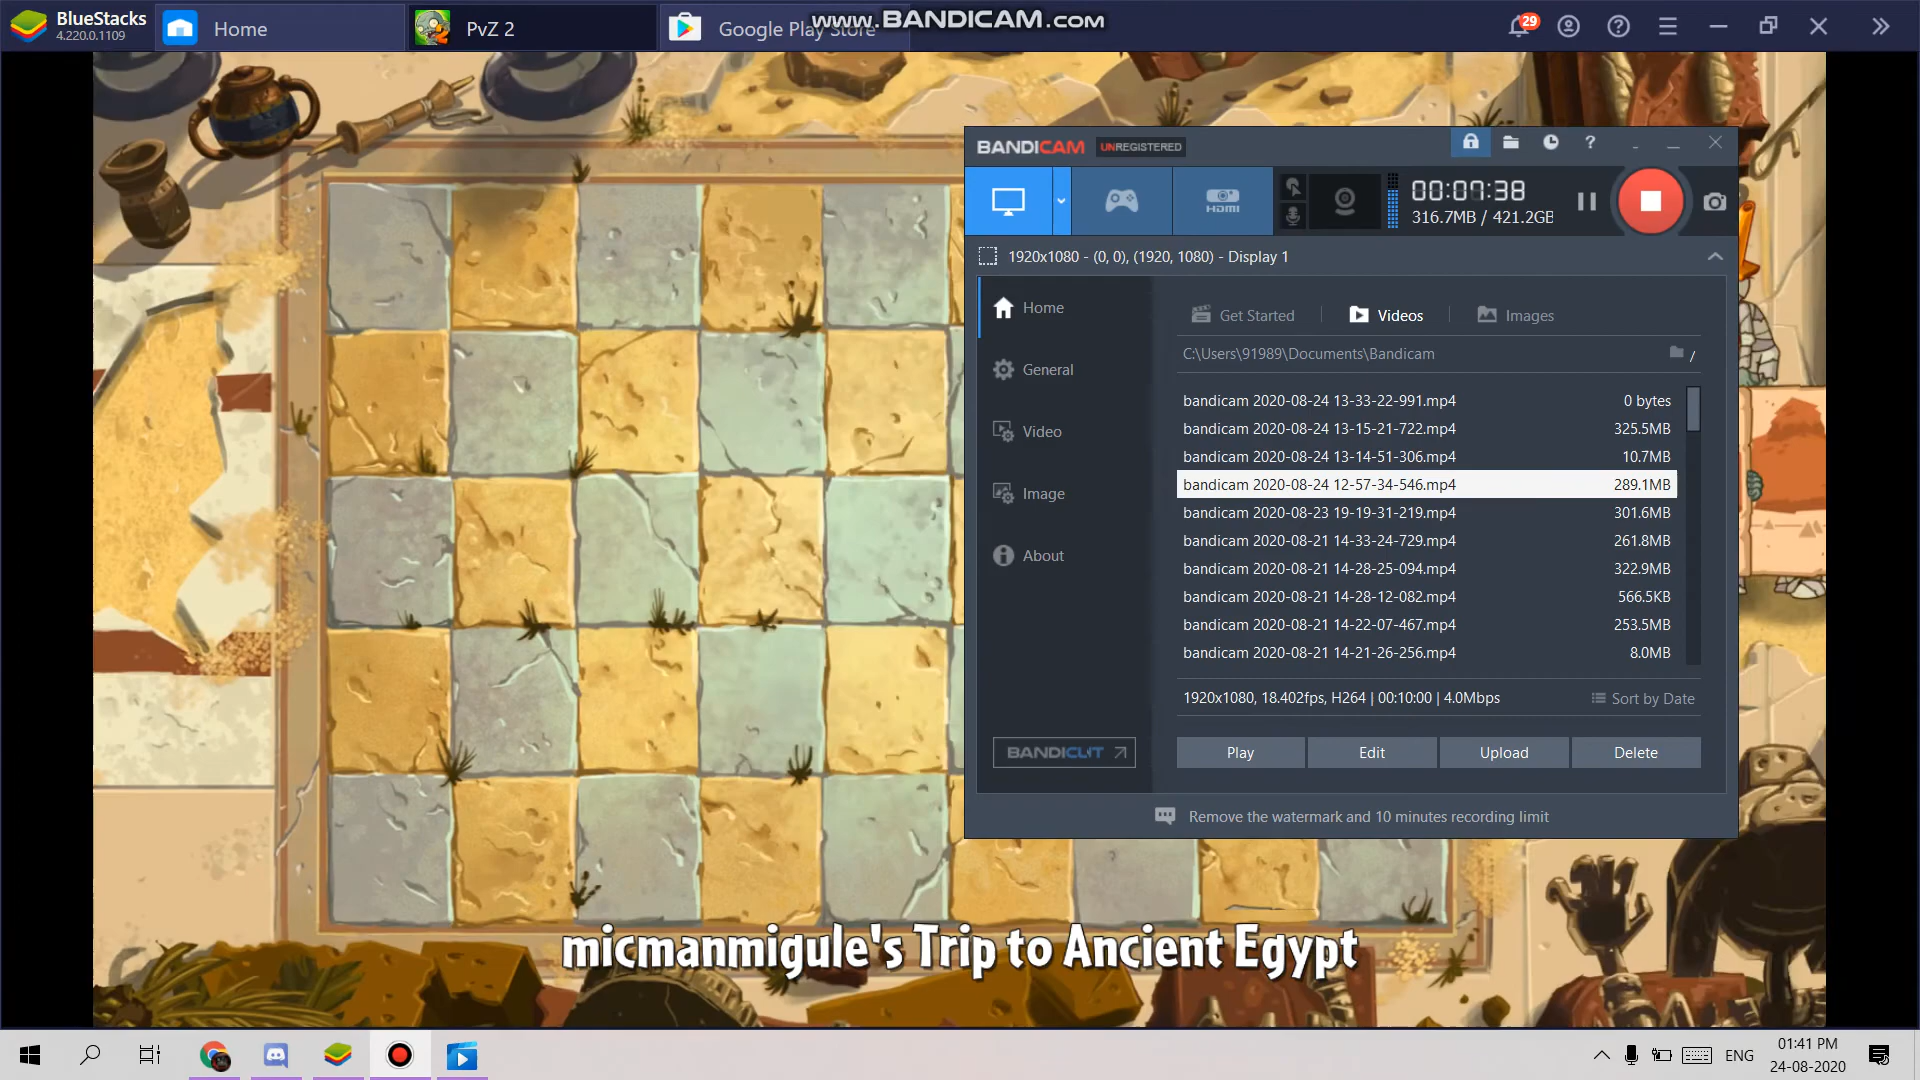 BlueStacks
4.220.0.1109
Home
PvZ 2
Google Play Store
www.BANDICAM.com
29
BANDICAM
UNREGISTERED
?
HDMI
00:07:38
316.7MB / 421.2GB
1920x1080 - (0, 0), (1920, 1080) - Display 1
Home
General
Video
Image
About
Get Started
Videos
Images
C:\Users\91989\Documents\Bandicam
/
bandicam 2020-08-24 13-33-22-991.mp4 0 bytes
bandicam 2020-08-24 13-15-21-722.mp4 325.5MB
bandicam 2020-08-24 13-14-51-306.mp4 10.7MB
bandicam 2020-08-24 12-57-34-546.mp4 289.1MB
bandicam 2020-08-23 19-19-31-219.mp4 301.6MB
bandicam 2020-08-21 14-33-24-729.mp4 261.8MB
bandicam 2020-08-21 14-28-25-094.mp4 322.9MB
bandicam 2020-08-21 14-28-12-082.mp4 566.5KB
bandicam 2020-08-21 14-22-07-467.mp4 253.5MB
bandicam 2020-08-21 14-21-26-256.mp4 8.0MB
1920x1080, 18.402fps, H264 | 00:10:00 | 4.0Mbps
Sort by Date
BANDICUT
Play
Edit
Upload
Delete
Remove the watermark and 10 minutes recording limit
micmanmigule's Trip to Ancient Egypt
ENG
01:41 PM
24-08-2020